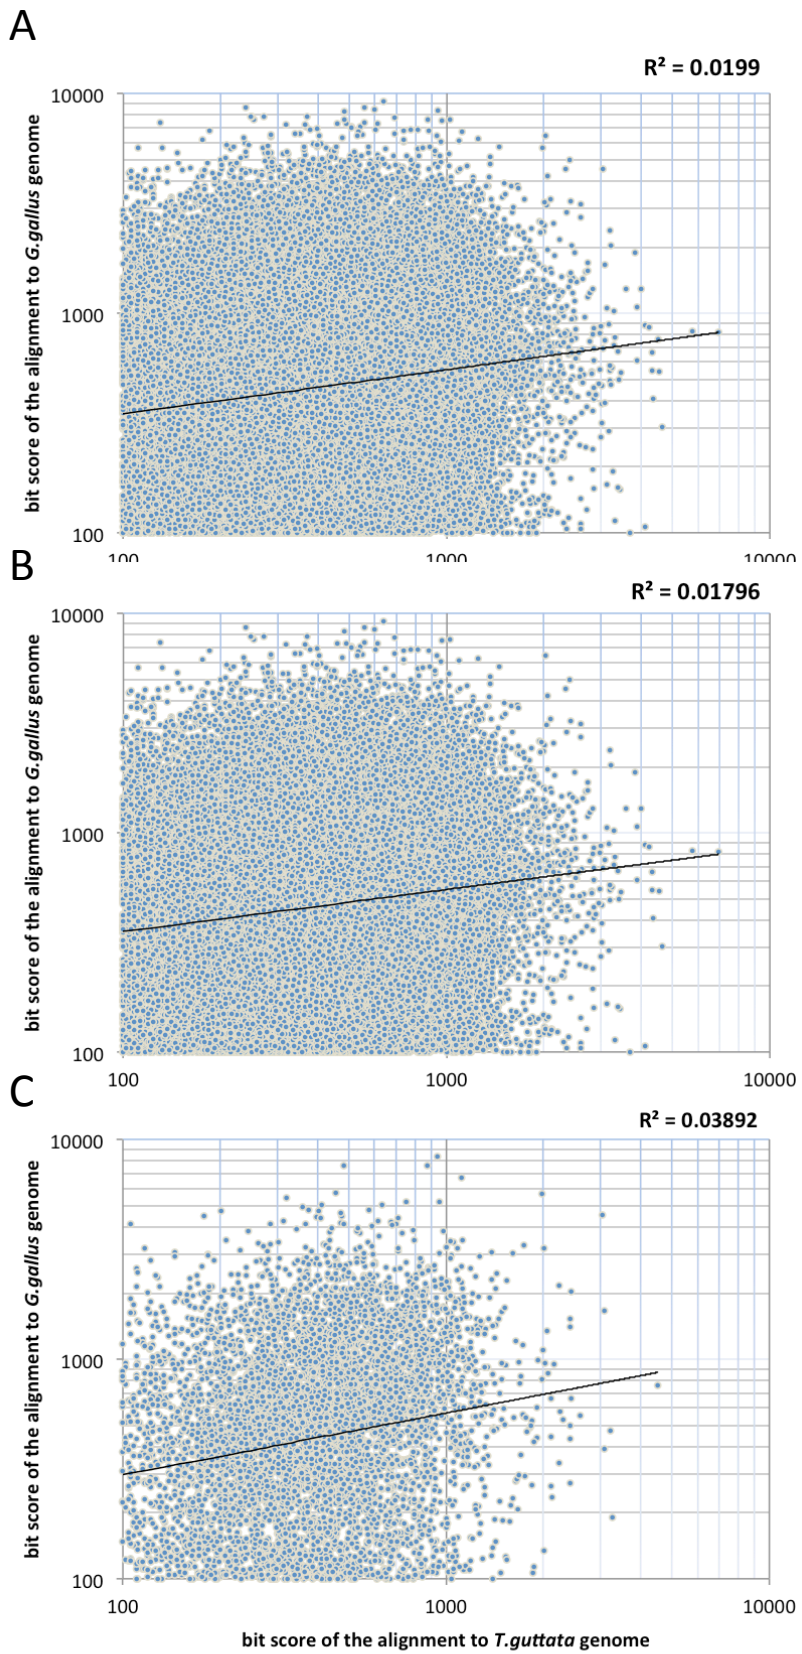 A
R² = 0.0199
bit score of the alignment to G.gallus genome
10000
1000
100
100 1000 10000
B
R² = 0.01796
bit score of the alignment to G.gallus genome
10000
1000
100
100 1000 10000
C
R² = 0.03892
bit score of the alignment to G.gallus genome
10000
1000
100
100 1000 10000
bit score of the alignment to T.guttata genome